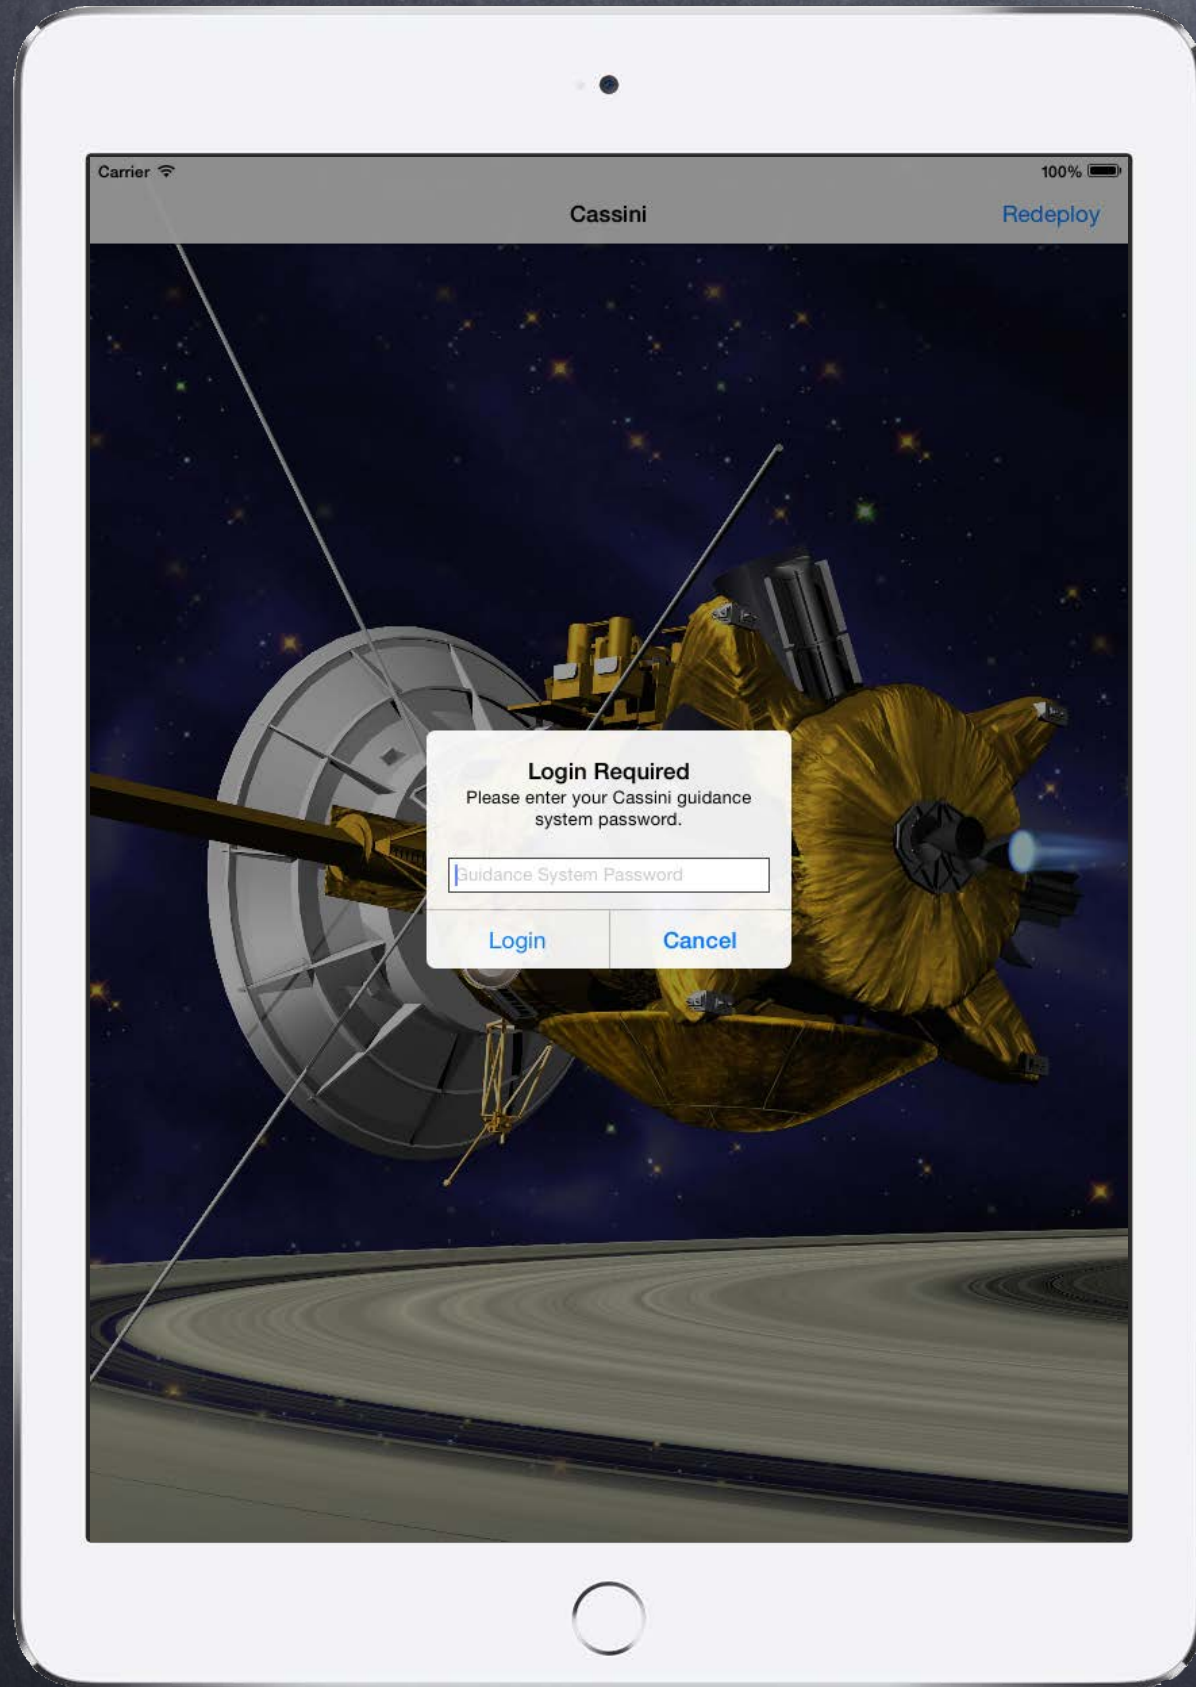 Carrier 100%
Cassini Redeploy
Login Required
Please enter your Cassini guidance
system password.
Guidance System Password
Login Cancel